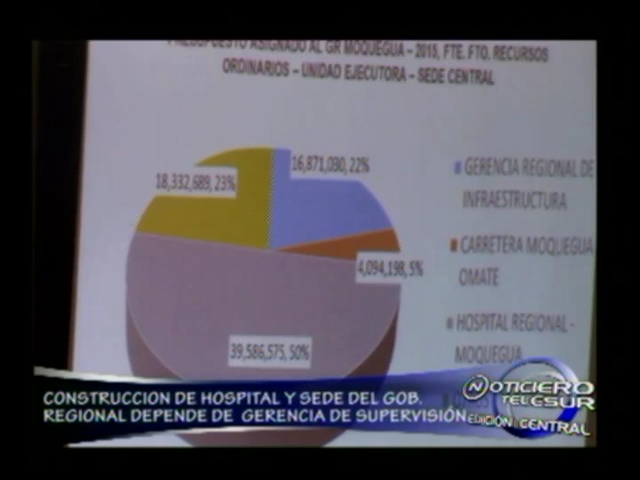 PRESUPUESTO ASIGNADO AL GR MOQUEGUA – 2015, FTE. FTO. RECURSOS
ORDINARIOS – UNIDAD EJECUTORA – SEDE CENTRAL
16,871,030, 22%
18,332,689, 23%
4,094,198, 5%
39,586,575, 50%
GERENCIA REGIONAL DE
INFRAESTRUCTURA
CARRETERA MOQUEGUA
OMATE
HOSPITAL REGIONAL -
MOQUEGUA
CONSTRUCCION DE HOSPITAL Y SEDE DEL GOB.
REGIONAL DEPENDE DE GERENCIA DE SUPERVISIÓN
NOTICIERO
TELESUR
EDICIÓN CENTRAL